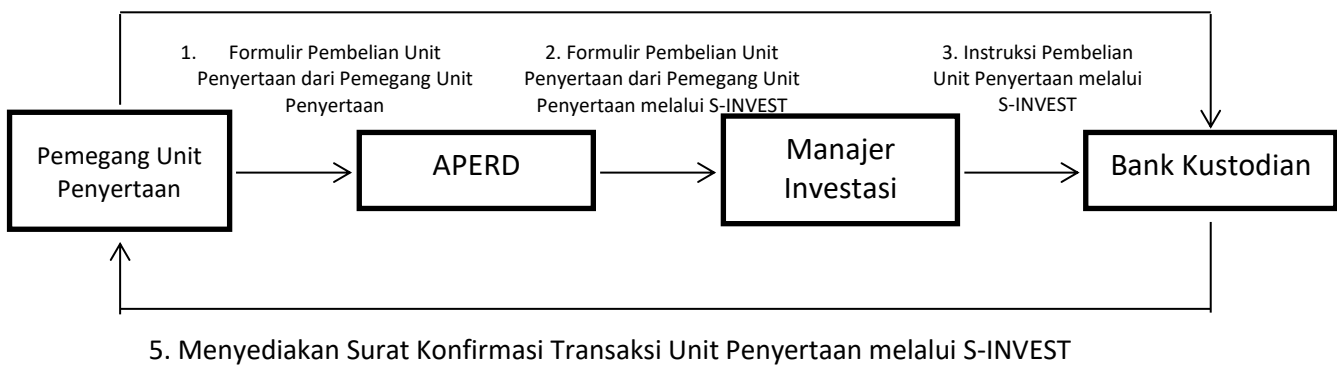 1. Formulir Pembelian Unit
Penyertaan dari Pemegang Unit
Penyertaan
2. Formulir Pembelian Unit
Penyertaan dari Pemegang Unit
Penyertaan melalui S-INVEST
3. Instruksi Pembelian
Unit Penyertaan melalui
S-INVEST
Pemegang Unit
Penyertaan
APERD
Manajer
Investasi
Bank Kustodian
5. Menyediakan Surat Konfirmasi Transaksi Unit Penyertaan melalui S-INVEST